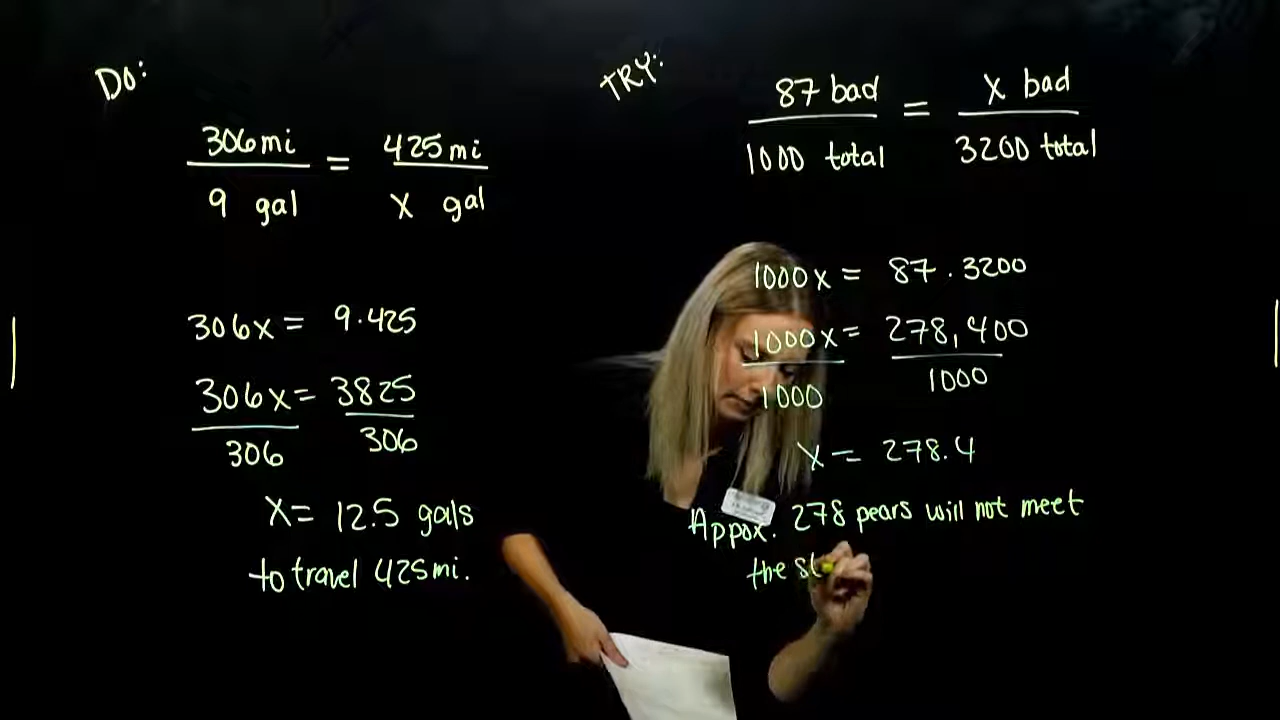 DO:
306mi = 425mi
9 gal x gal
306x = 9.425
306x = 3825
306 306
x = 12.5 gals
to travel 425mi.
TRY:
87 bad = x bad
1000 total 3200 total
1000x = 87.3200
1000x = 278,400
1000 1000
x = 278.4
Appox. 278 pears will not meet
the